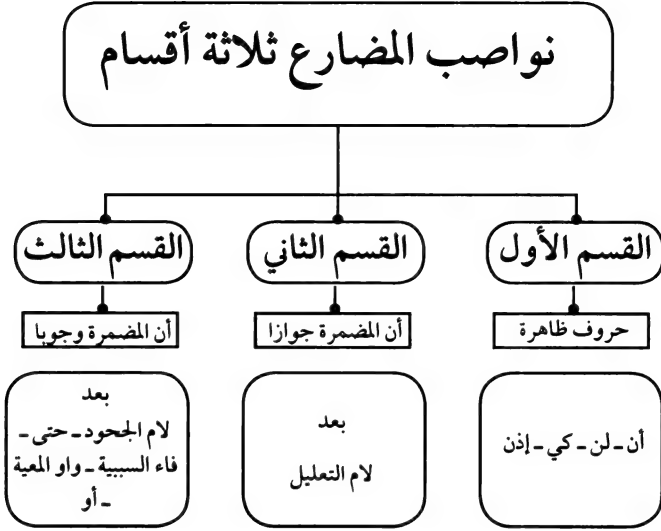 نواصب المضارع ثلاثة أقسام
القسم الأول
القسم الثاني
القسم الثالث
حروف ظاهرة
أن المضمرة جوازا
أن المضمرة وجوبا
أن - لن - كي - إذن
بعد
لام التعليل
بعد
لام الجحود - حتى -
فاء السببية - واو المعية
- أو